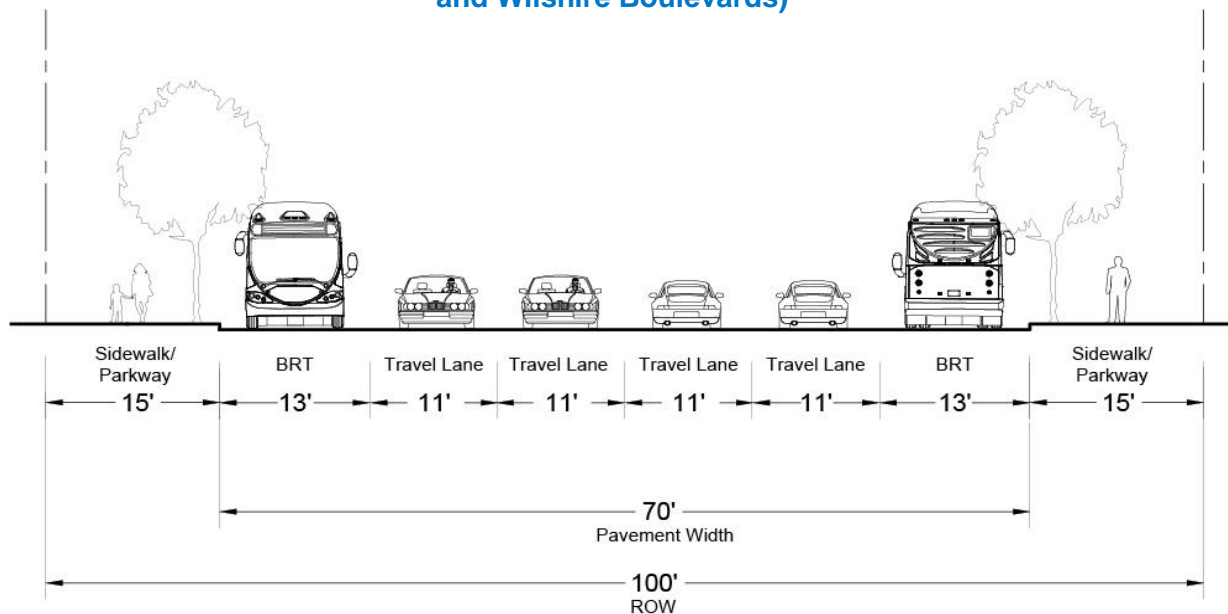 and Wilshire Boulevards)
Sidewalk/
Parkway
BRT
Travel Lane
Travel Lane
Travel Lane
Travel Lane
BRT
Sidewalk/
Parkway
15'
13'
11'
11'
11'
11'
13'
15'
70'
Pavement Width
100'
ROW